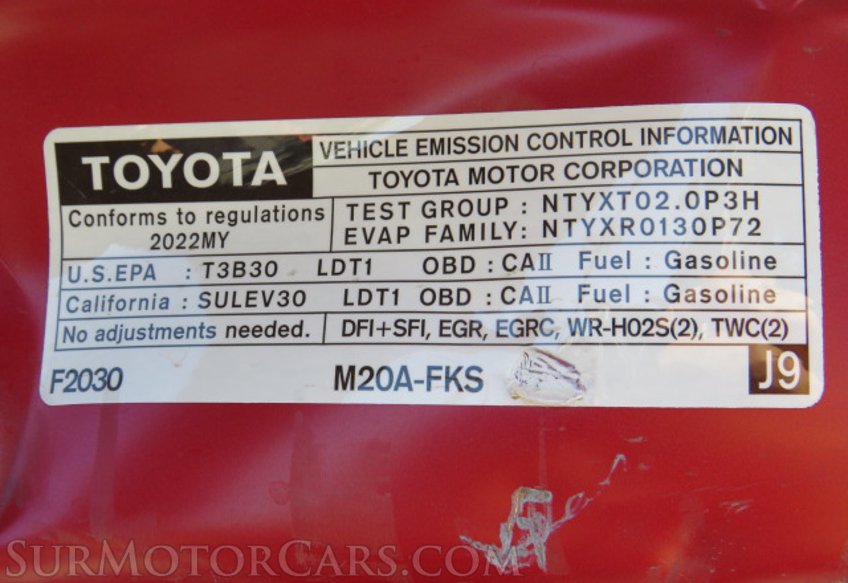 TOYOTA
VEHICLE EMISSION CONTROL INFORMATION
TOYOTA MOTOR CORPORATION
Conforms to regulations
2022MY
TEST GROUP : NTYXT02.0P3H
EVAP FAMILY: NTYXR0130P72
U.S.EPA : T3B30 LDT1 OBD : CAII Fuel : Gasoline
California : SULEV30 LDT1 OBD : CAII Fuel : Gasoline
No adjustments needed. DFI+SFI, EGR, EGRC, WR-HO2S(2), TWC(2)
F2030 M20A-FKS J9
SurMotorCars.com